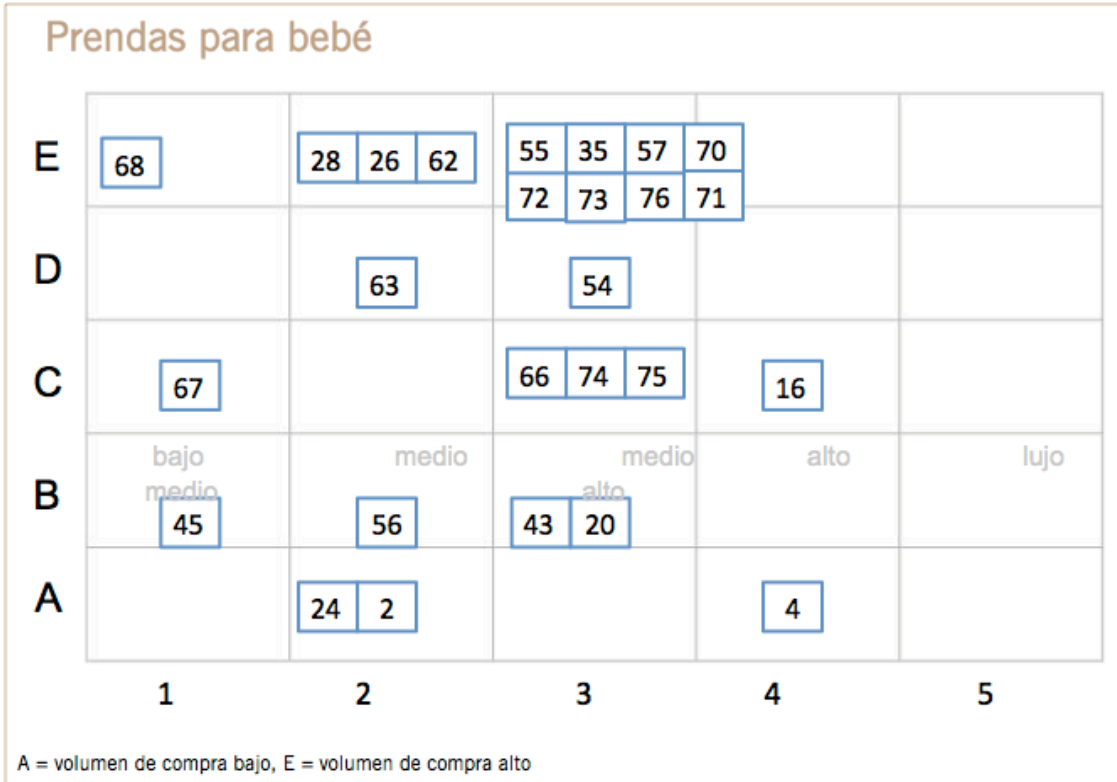 Prendas para bebé
E 68 28 26 62 55 35 57 70
72 73 76 71
D 63 54
C 67 66 74 75 16
bajo medio medio alto lujo
medio alto
B 45 56 43 20
A 24 2 4
1 2 3 4 5
A = volumen de compra bajo, E = volumen de compra alto